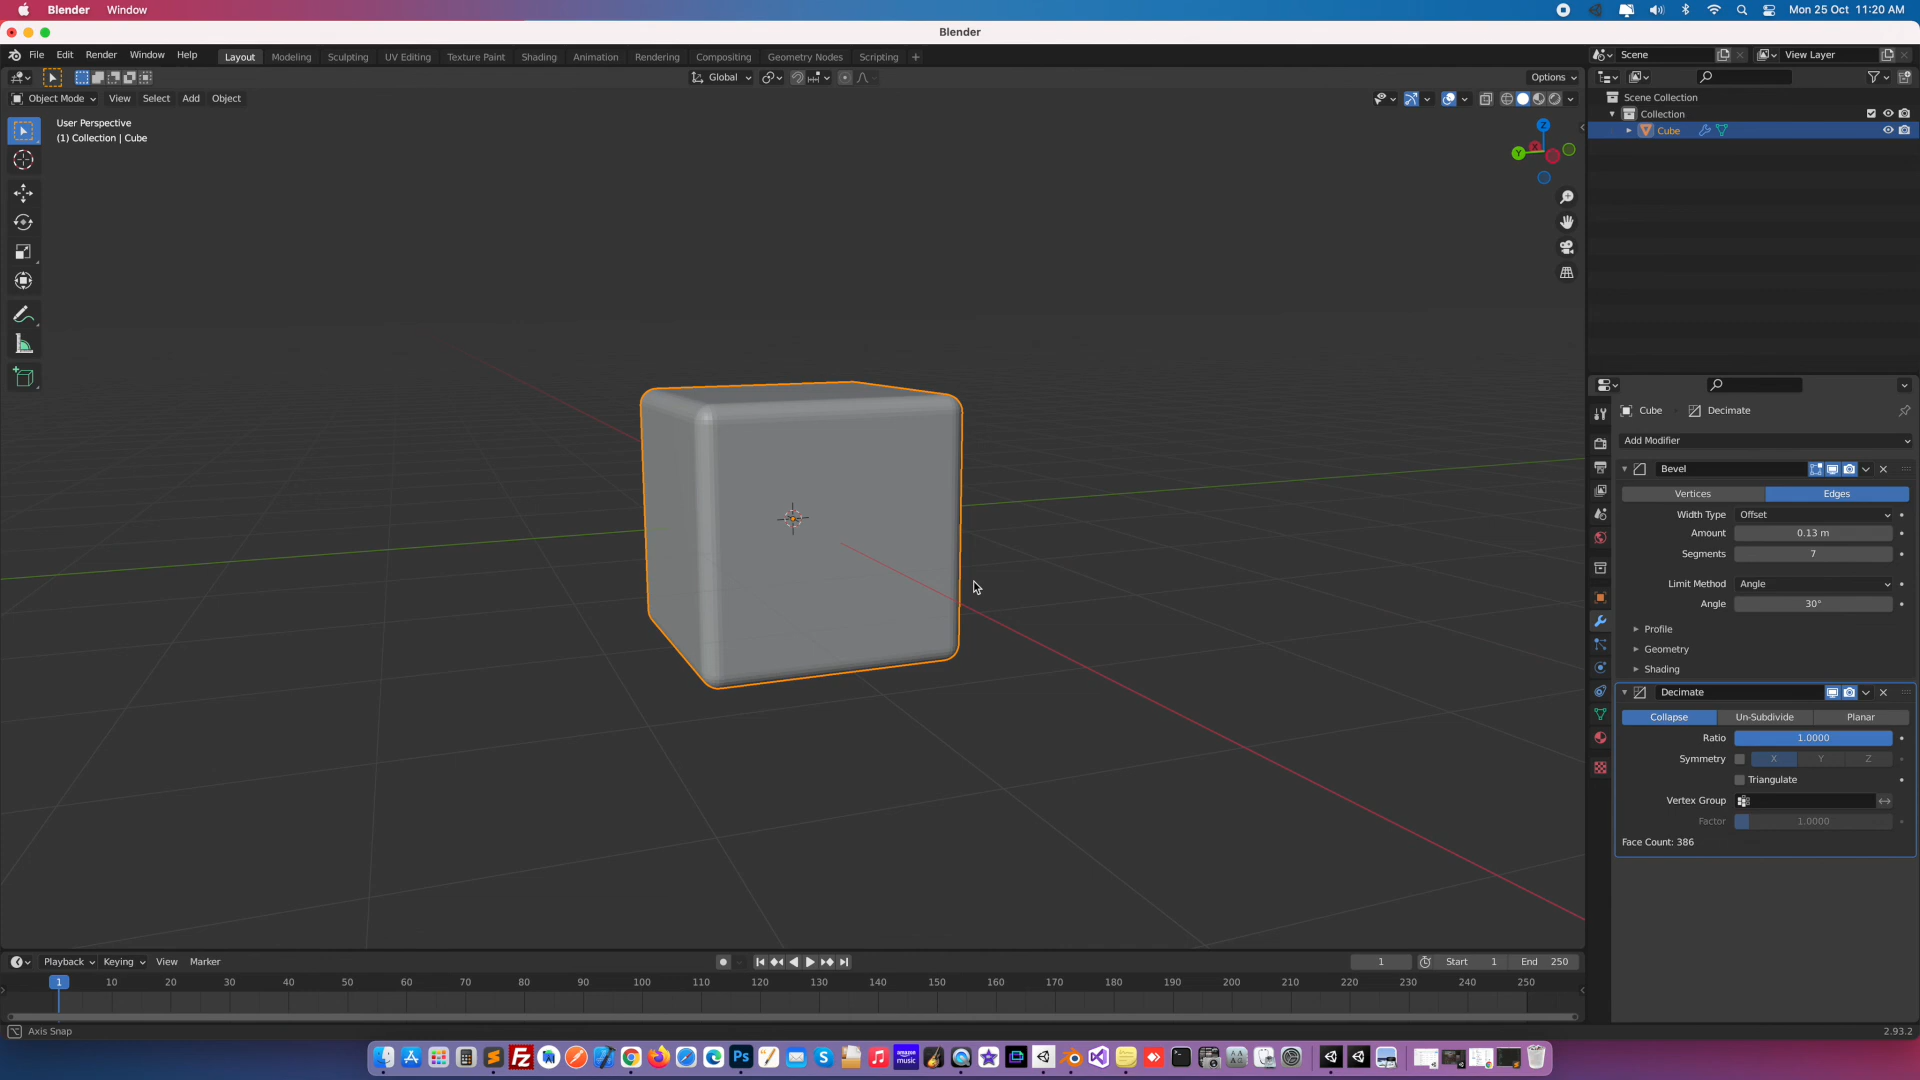 Blender Window Mon 25 Oct 11:20 AM
Blender
File Edit Render Window Help Layout Modeling Sculpting UV Editing Texture Paint Shading Animation Rendering Compositing Geometry Nodes Scripting + Scene View Layer
Global Options
Object Mode View Select Add Object
Scene Collection
Collection
Cube
User Perspective
(1) Collection | Cube
Z
Y
X
Cube Decimate
Add Modifier
Bevel
Vertices Edges
Width Type Offset
Amount 0.13 m
Segments 7
Limit Method Angle
Angle 30°
Profile
Geometry
Shading
Decimate
Collapse Un-Subdivide Planar
Ratio 1.0000
Symmetry X Y Z
Triangulate
Vertex Group
Factor 1.0000
Face Count: 386
Playback Keying View Marker 1 Start 1 End 250
1 10 20 30 40 50 60 70 80 90 100 110 120 130 140 150 160 170 180 190 200 210 220 230 240 250
Axis Snap 2.93.2
Fz Ps S amazon music